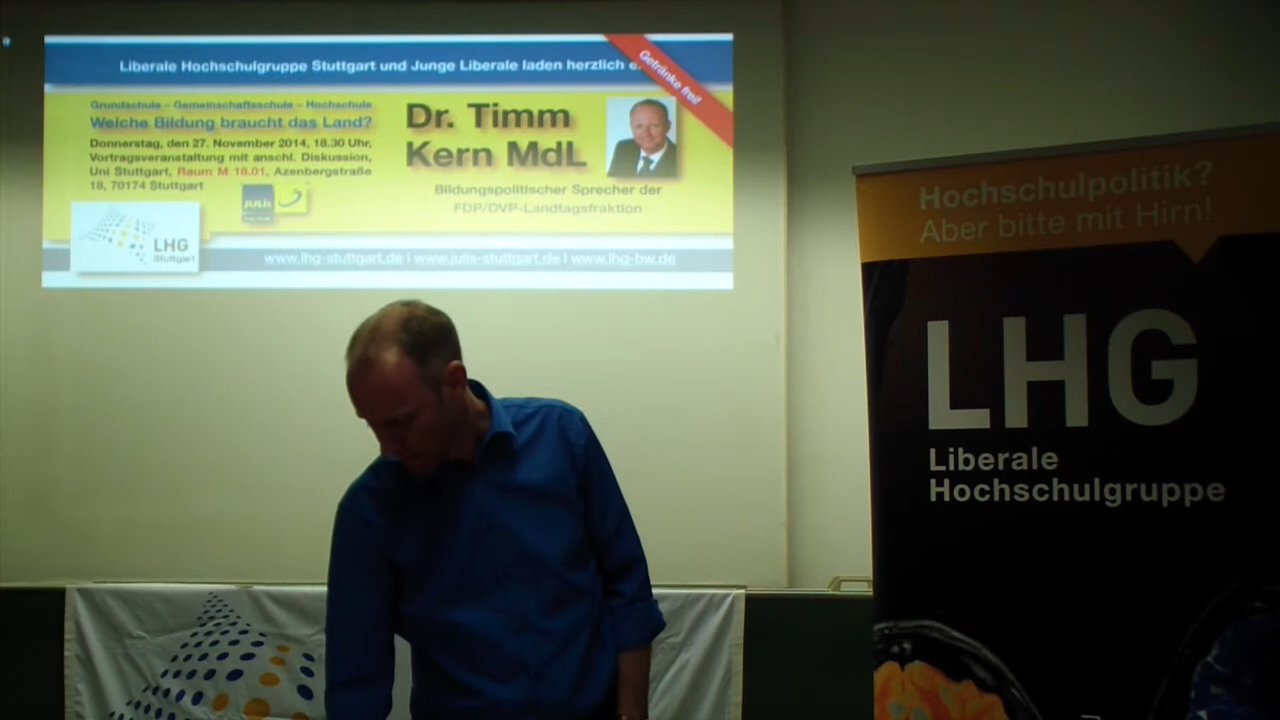 Liberale Hochschulgruppe Stuttgart und Junge Liberale laden herzlich
Getränke frei!
Grundschule – Gemeinschaftsschule – Hochschule
Welche Bildung braucht das Land?
Donnerstag, den 27. November 2014, 18.30 Uhr,
Vortragsveranstaltung mit anschl. Diskussion,
Uni Stuttgart, Raum M 18.01, Azenbergstraße
18, 70174 Stuttgart
Dr. Timm
Kern MdL
Bildungspolitischer Sprecher der
FDP/DVP-Landtagsfraktion
JULIS
LHG
Stuttgart
www.lhg-stuttgart.de | www.julis-stuttgart.de | www.lhg-bw.de
Hochschulpolitik?
Aber bitte mit Hirn!
LHG
Liberale
Hochschulgruppe